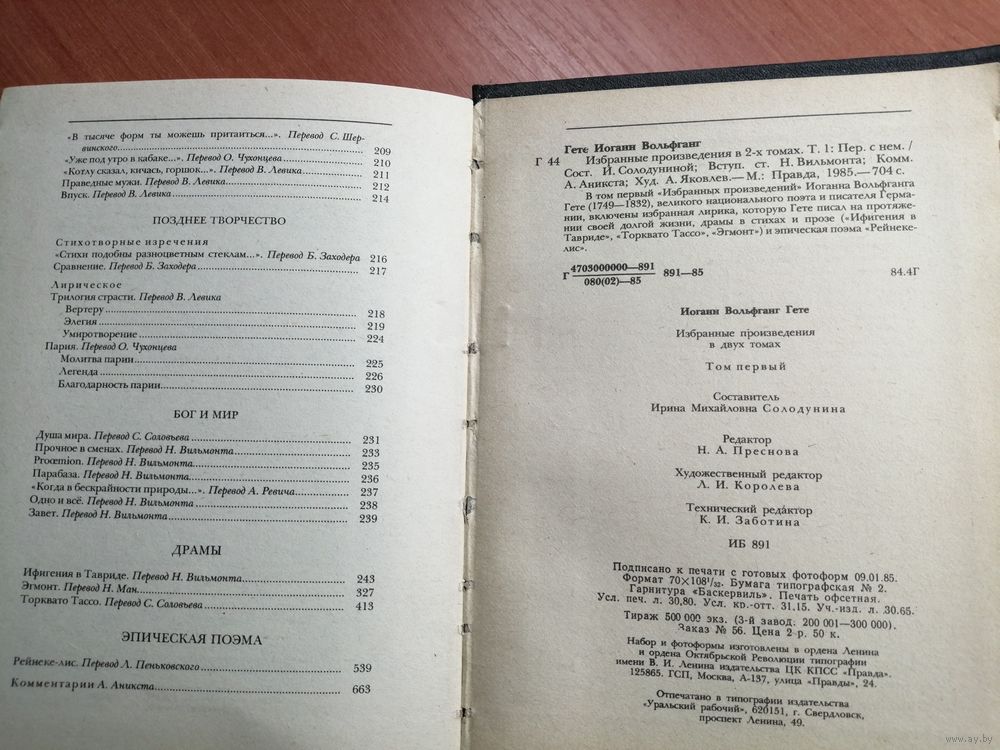 «В тысяче форм ты можешь притаиться...». Перевод С. Шер-
винского 209
«Уже под утро в кабаке...». Перевод О. Чухонцева 210
«Котлу сказал, кичась, горшок...». Перевод В. Левика 211
Праведные мужи. Перевод В. Левика 212
Впуск. Перевод В. Левика 214
ПОЗДНЕЕ ТВОРЧЕСТВО
Стихотворные изречения
«Стихи подобны разноцветным стеклам...». Перевод Б. Заходера 216
Сравнение. Перевод Б. Заходера 217
Лирическое
Трилогия страсти. Перевод В. Левика
Вертеру 218
Элегия 219
Умиротворение 224
Пария. Перевод О. Чухонцева
Молитва парии 225
Легенда 226
Благодарность парии 230
БОГ И МИР
Душа мира. Перевод С. Соловьева 231
Прочное в сменах. Перевод Н. Вильмонта 233
Prooemion. Перевод Н. Вильмонта 235
Парабаза. Перевод Н. Вильмонта 236
«Когда в бескрайности природы...». Перевод А. Ревича 237
Одно и всё. Перевод Н. Вильмонта 238
Завет. Перевод Н. Вильмонта 239
ДРАМЫ
Ифигения в Тавриде. Перевод Н. Вильмонта 243
Эгмонт. Перевод Н. Ман 327
Торквато Тассо. Перевод С. Соловьева 413
ЭПИЧЕСКАЯ ПОЭМА
Рейнеке-лис. Перевод Л. Пеньковского 539
Комментарии А. Аникста 663
Гете Иоганн Вольфганг
Г 44 Избранные произведения в 2-х томах. Т. 1: Пер. с нем. /
Сост. И. Солодуниной; Вступ. ст. Н. Вильмонта; Комм.
А. Аникста; Худ. А. Яковлев.— М.: Правда, 1985.— 704 с.
В том первый «Избранных произведений» Иоганна Вольфганга
Гете (1749—1832), великого национального поэта и писателя Герма-
нии, включены избранная лирика, которую Гете писал на протяже-
нии своей долгой жизни, драмы в стихах и прозе («Ифигения в
Тавриде», «Торквато Тассо», «Эгмонт») и эпическая поэма «Рейнеке-
лис».
Г 4703000000—891 891—85 84.4Г
080(02)—85
Иоганн Вольфганг Гете
Избранные произведения
в двух томах
Том первый
Составитель
Ирина Михайловна Солодунина
Редактор
Н. А. Преснова
Художественный редактор
Л. И. Королева
Технический редактор
К. И. Заботина
ИБ 891
Подписано к печати с готовых фотоформ 09.01.85.
Формат 70×108¹/₃₂. Бумага типографская № 2.
Гарнитура «Баскервиль». Печать офсетная.
Усл. печ. л. 30,80. Усл. кр.-отт. 31,15. Уч.-изд. л. 30.65.
Тираж 500 000 экз. (3-й завод: 200 001—300 000).
Заказ № 56. Цена 2 р. 50 к.
Набор и фотоформы изготовлены в ордена Ленина
и ордена Октябрьской Революции типографии
имени В. И. Ленина издательства ЦК КПСС «Правда».
125865. ГСП, Москва, А-137, улица «Правды», 24.
Отпечатано в типографии издательства
«Уральский рабочий», 620151, г. Свердловск,
проспект Ленина, 49.
www.ay.by